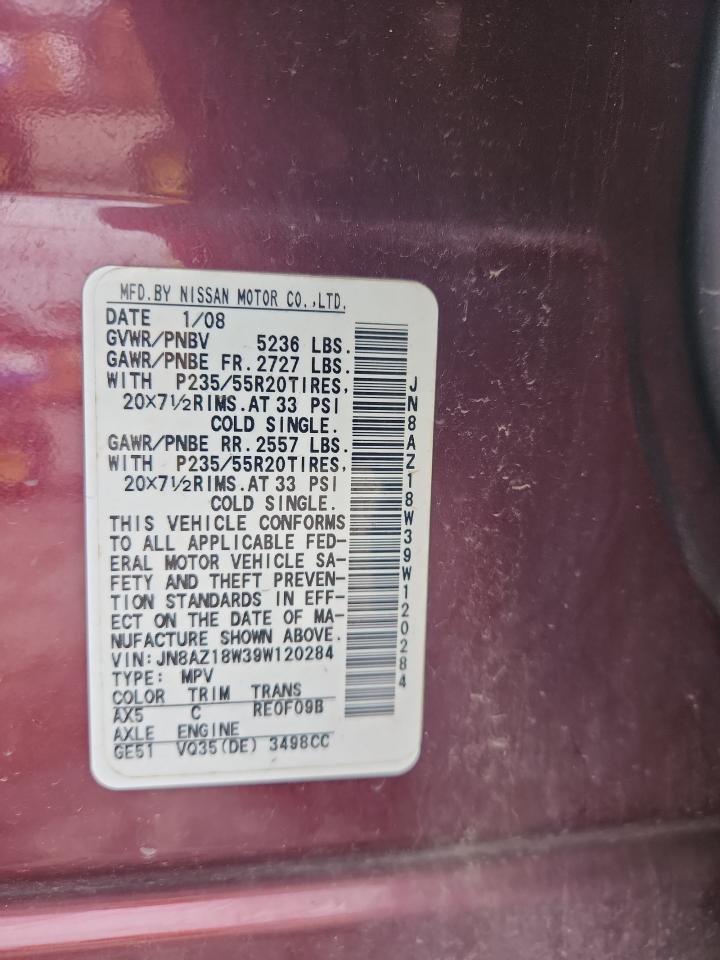 MFD.BY NISSAN MOTOR CO.,LTD.
DATE 1/08
GVWR/PNBV 5236 LBS.
GAWR/PNBE FR. 2727 LBS.
WITH P235/55R20TIRES,
20×7½RIMS.AT 33 PSI
COLD SINGLE.
GAWR/PNBE RR. 2557 LBS.
WITH P235/55R20TIRES,
20×7½RIMS.AT 33 PSI
COLD SINGLE.
THIS VEHICLE CONFORMS
TO ALL APPLICABLE FED-
ERAL MOTOR VEHICLE SA-
FETY AND THEFT PREVEN-
TION STANDARDS IN EFF-
ECT ON THE DATE OF MA-
NUFACTURE SHOWN ABOVE.
VIN:JN8AZ18W39W120284
TYPE: MPV
COLOR TRIM TRANS
AX5 C RE0F09B
AXLE ENGINE
GE51 VQ35(DE) 3498CC
JN8AZ18W39W120284